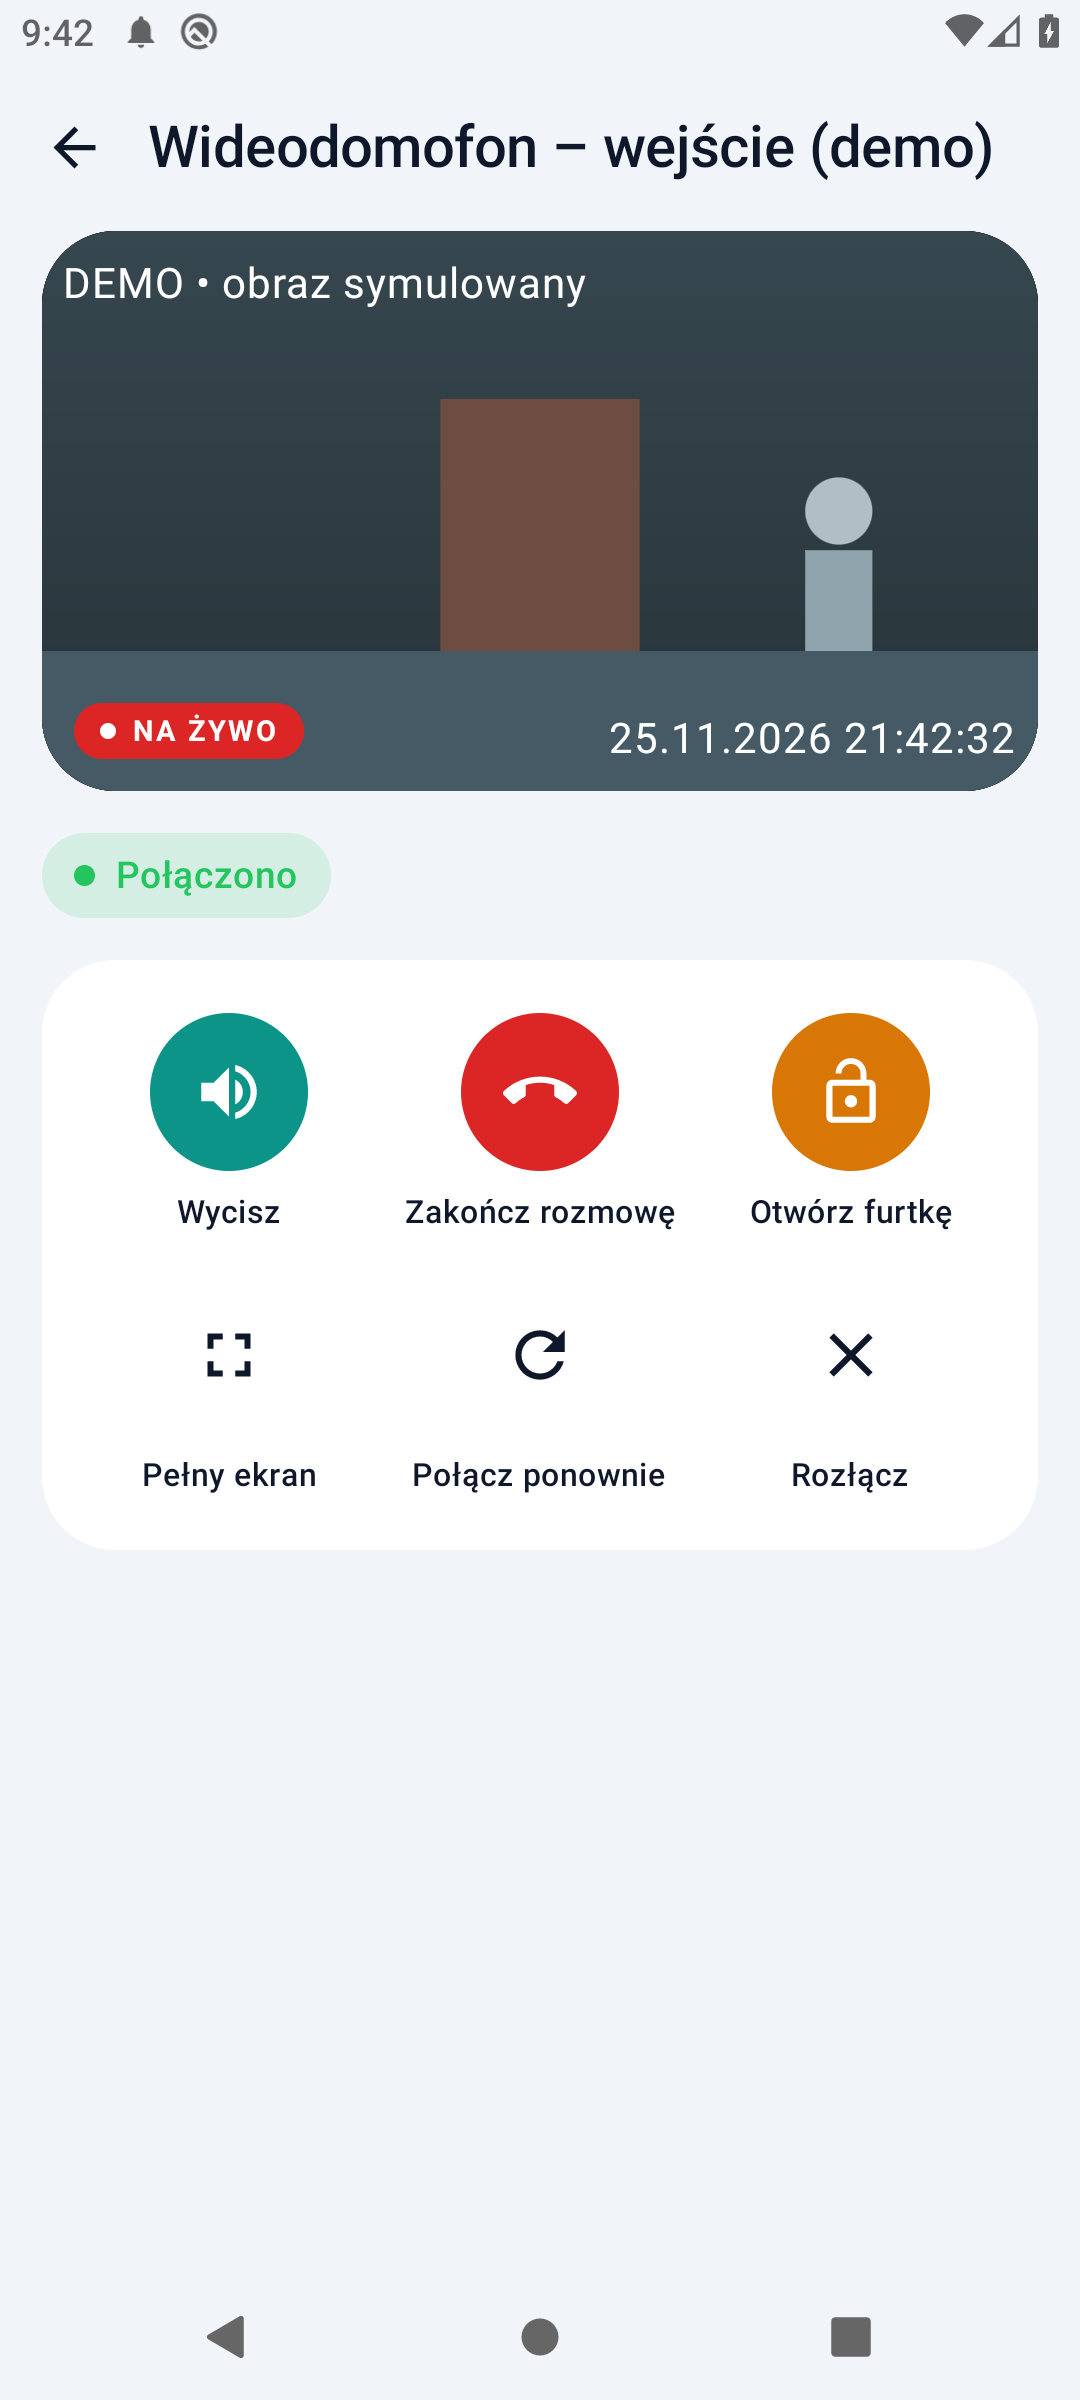 9:42
Wideodomofon – wejście (demo)
DEMO • obraz symulowany
NA ŻYWO
25.11.2026 21:42:32
Połączono
Wycisz
Zakończ rozmowę
Otwórz furtkę
Pełny ekran
Połącz ponownie
Rozłącz